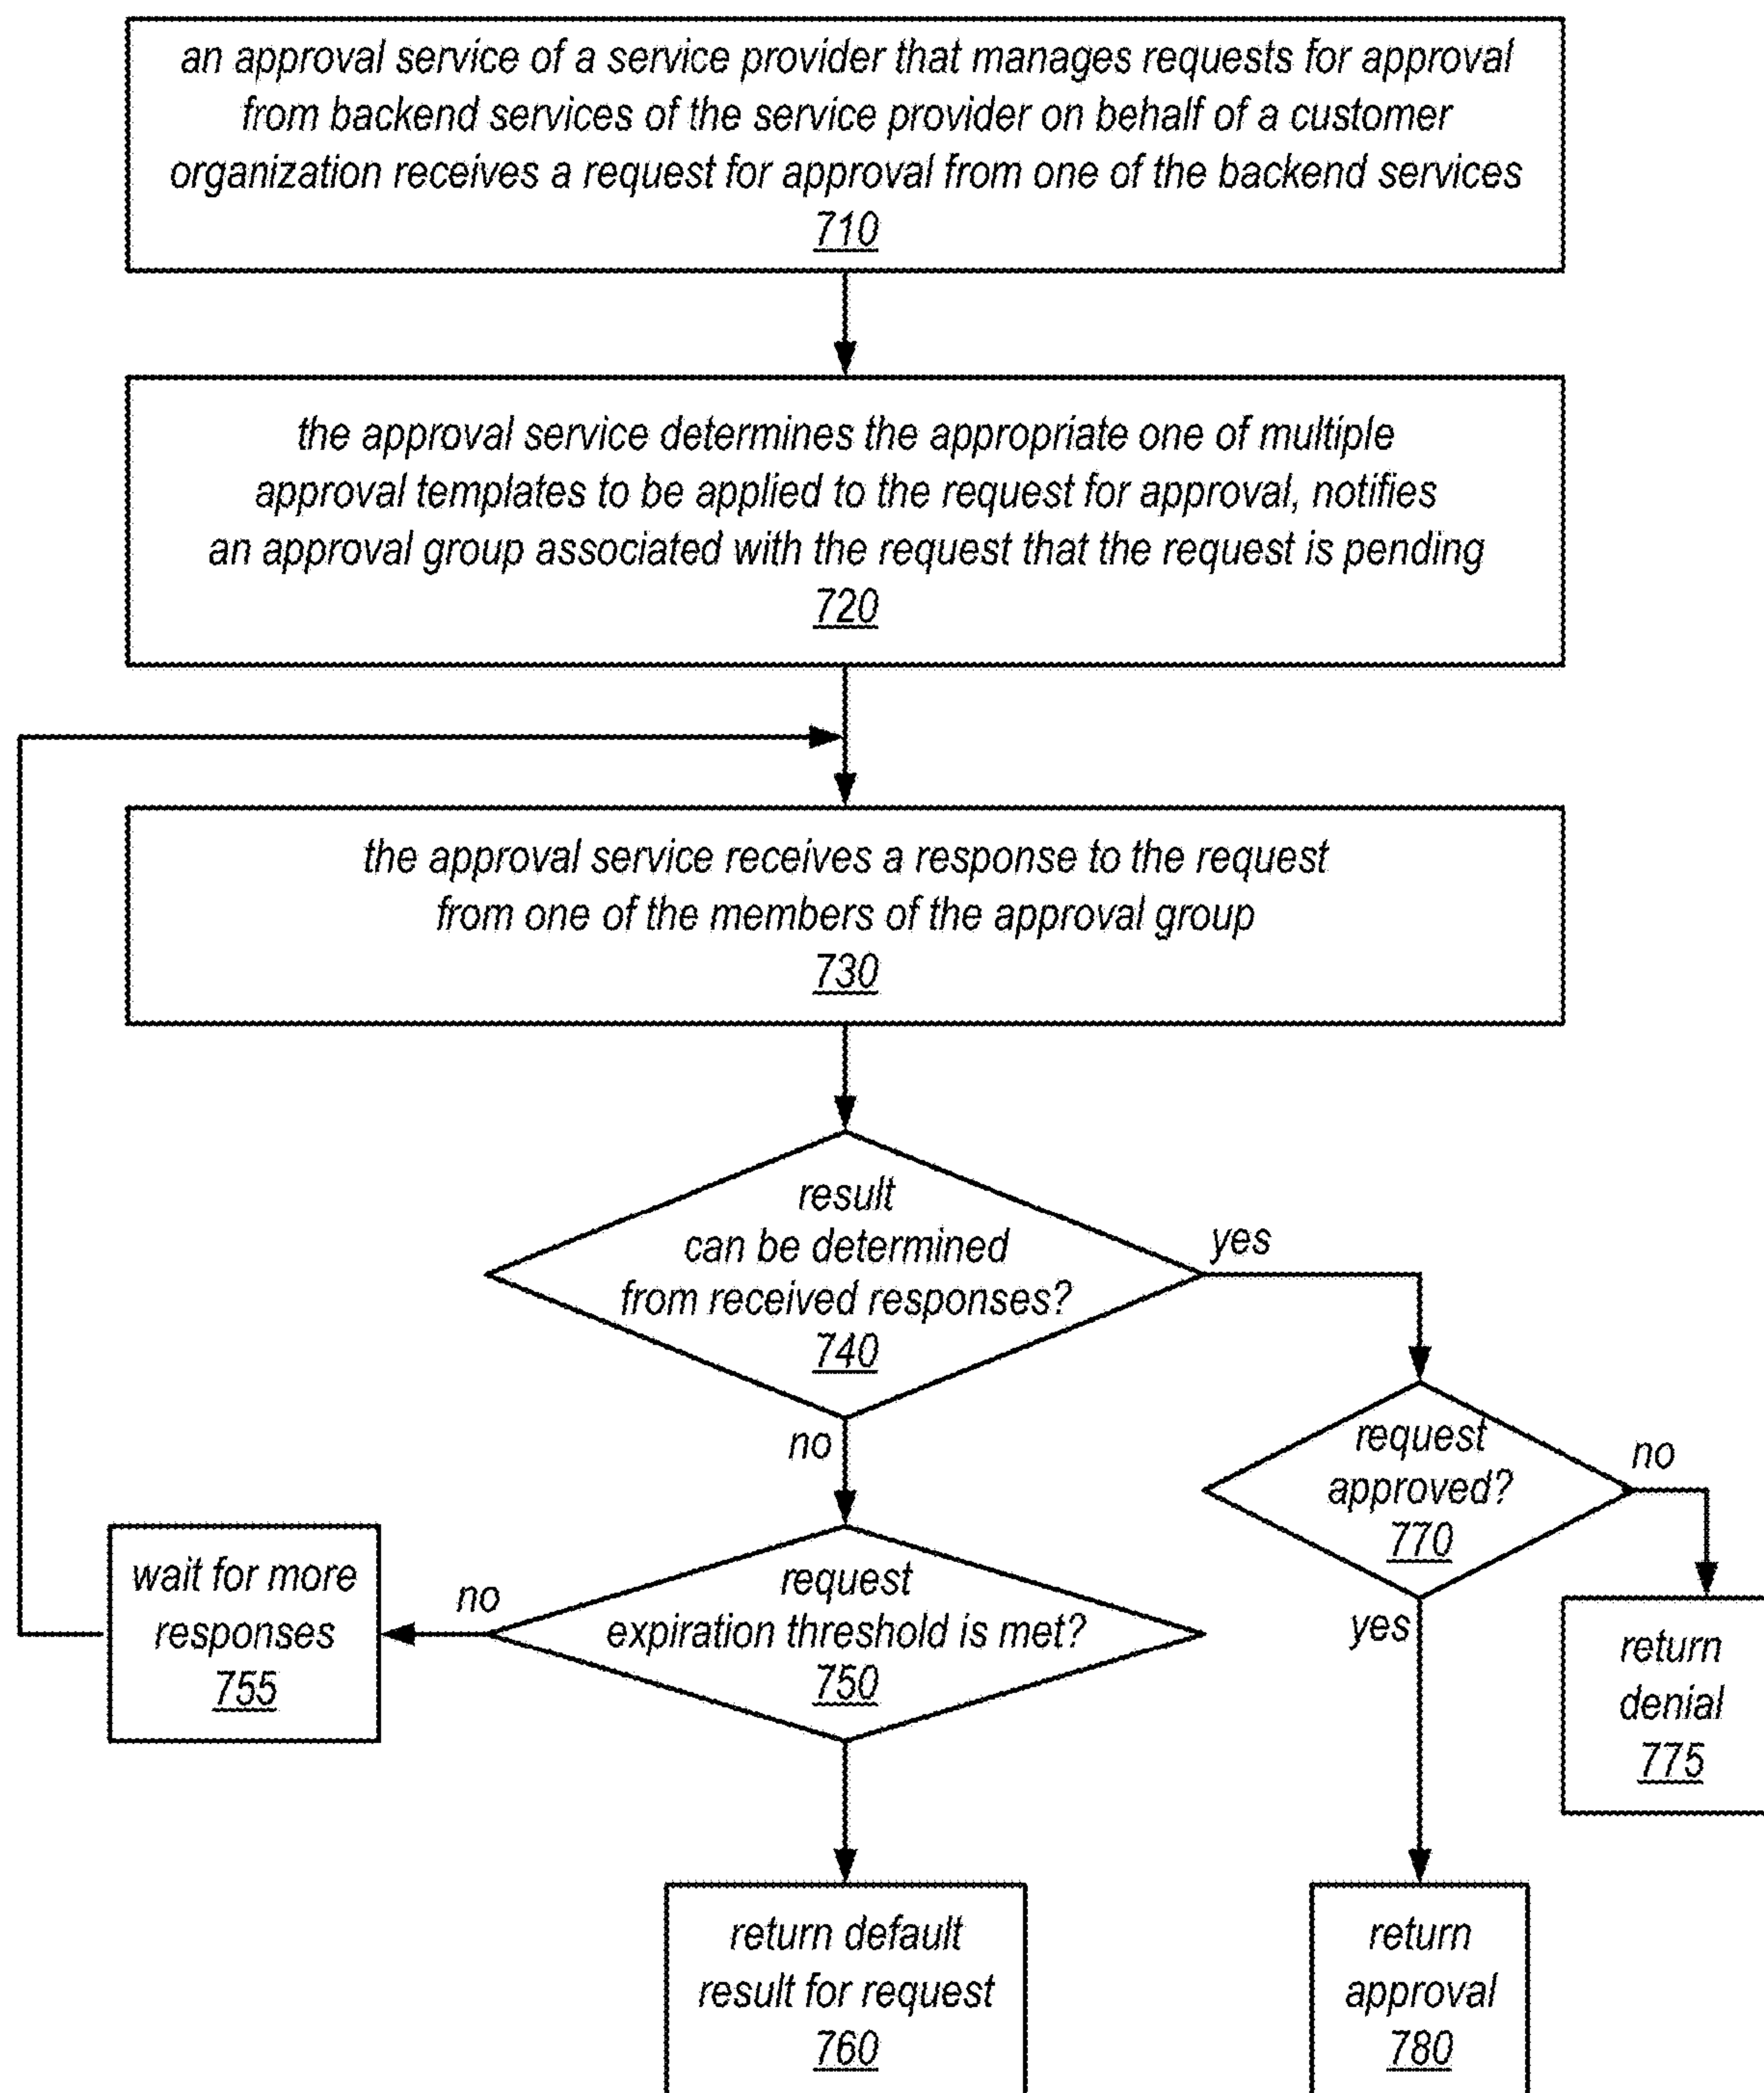 an approval service of a service provider that manages requests for approval
from backend services of the service provider on behalf of a customer
organization receives a request for approval from one of the backend services
710
the approval service determines the appropriate one of multiple
approval templates to be applied to the request for approval, notifies
an approval group associated with the request that the request is pending
720
the approval service receives a response to the request
from one of the members of the approval group
730
result
can be determined
from received responses?
740
yes
no
request
approved?
770
no
yes
request
expiration threshold is met?
750
no
wait for more
responses
755
return
denial
775
return default
result for request
760
return
approval
780